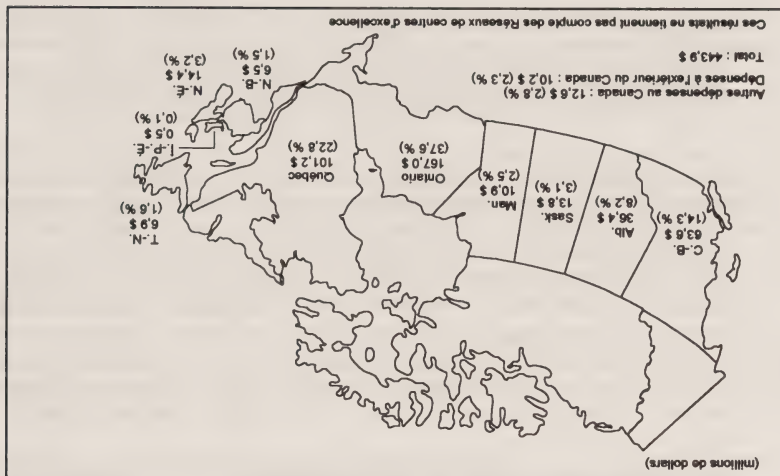 (millions de dollars)
C.-B.
63,6 $
(14,3 %)
Alb.
36,4 $
(8,2 %)
Sask.
13,8 $
(3,1 %)
Man.
10,9 $
(2,5 %)
Ontario
167,0 $
(37,6 %)
Québec
101,2 $
(22,8 %)
T.-N.
6,9 $
(1,6 %)
Î.-P.-É.
0,5 $
(0,1 %)
N.-B.
6,5 $
(1,5 %)
N.-É.
14,4 $
(3,2 %)
Autres dépenses au Canada : 12,6 $ (2,8 %)
Dépenses à l'extérieur du Canada : 10,2 $ (2,3 %)
Total : 443,9 $
Ces résultats ne tiennent pas compte des Réseaux de centres d'excellence